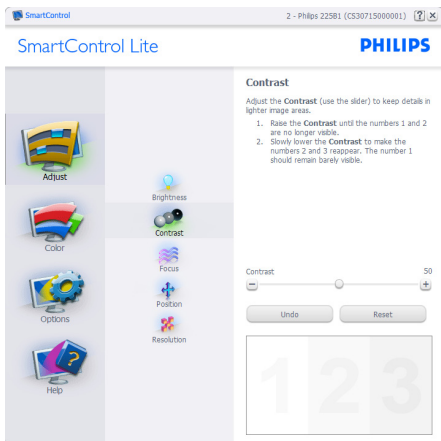 SmartControl
2 - Philips 225B1 (CS30715000001)
SmartControl Lite
PHILIPS
Adjust
Color
Options
Help
Brightness
Contrast
Focus
Position
Resolution
Contrast
Adjust the Contrast (use the slider) to keep details in
lighter image areas.
1. Raise the Contrast until the numbers 1 and 2
are no longer visible.
2. Slowly lower the Contrast to make the
numbers 2 and 3 reappear. The number 1
should remain barely visible.
Contrast 50
Undo Reset
1 2 3